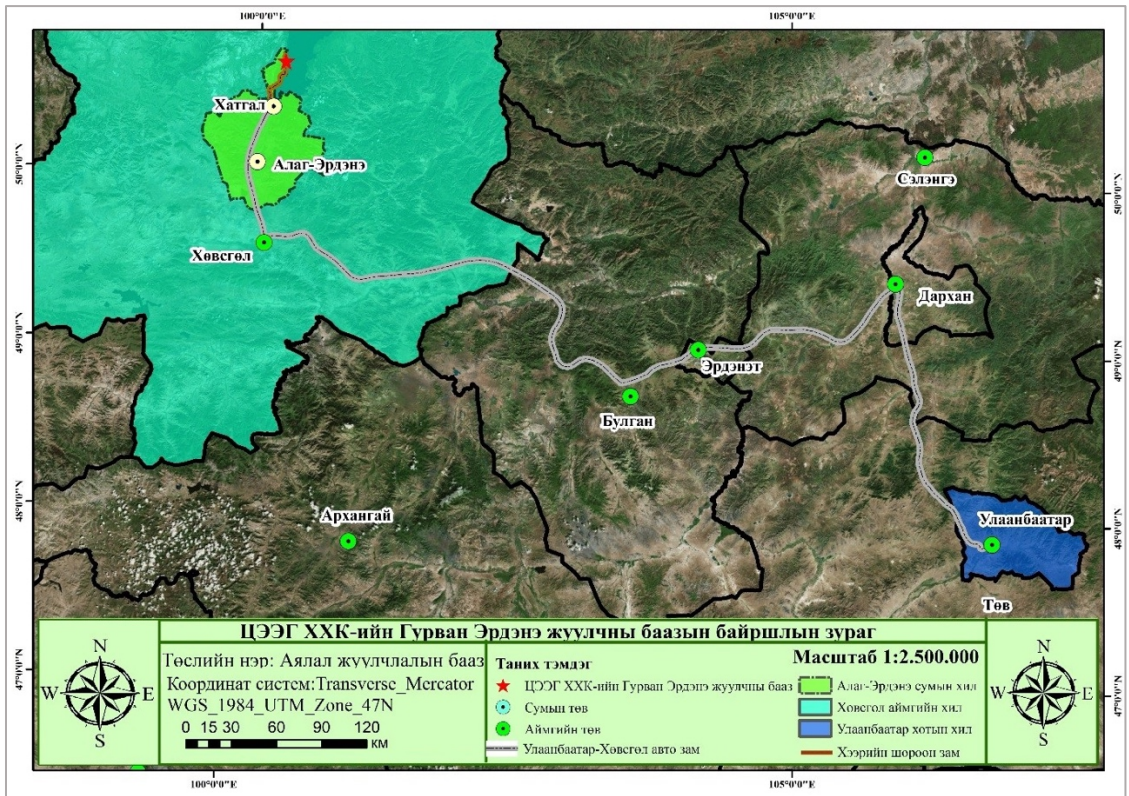 100°0'0"E
105°0'0"E
50°0'0"N
49°0'0"N
48°0'0"N
47°0'0"N
50°0'0"N
49°0'0"N
48°0'0"N
47°0'0"N
Хатгал
Алаг-Эрдэнэ
Хөвсгөл
Сэлэнгэ
Дархан
Эрдэнэт
Булган
Архангай
Улаанбаатар
Төв
ЦЭЭГ ХХК-ийн Гурван Эрдэнэ жуулчны баазын байршлын зураг
N
W E
S
Төслийн нэр: Аялал жуулчлалын бааз
Координат систем:Transverse_Mercator
WGS_1984_UTM_Zone_47N
0 15 30 60 90 120
км
Таних тэмдэг
ЦЭЭГ ХХК-ийн Гурван Эрдэнэ жуулчны бааз
Сумын төв
Аймгийн төв
Улаанбаатар-Хөвсгөл авто зам
Масштаб 1:2.500.000
Алаг-Эрдэнэ сумын хил
Хөвсгөл аймгийн хил
Улаанбаатар хотын хил
Хээрийн шороон зам
N
W E
S
100°0'0"E
105°0'0"E